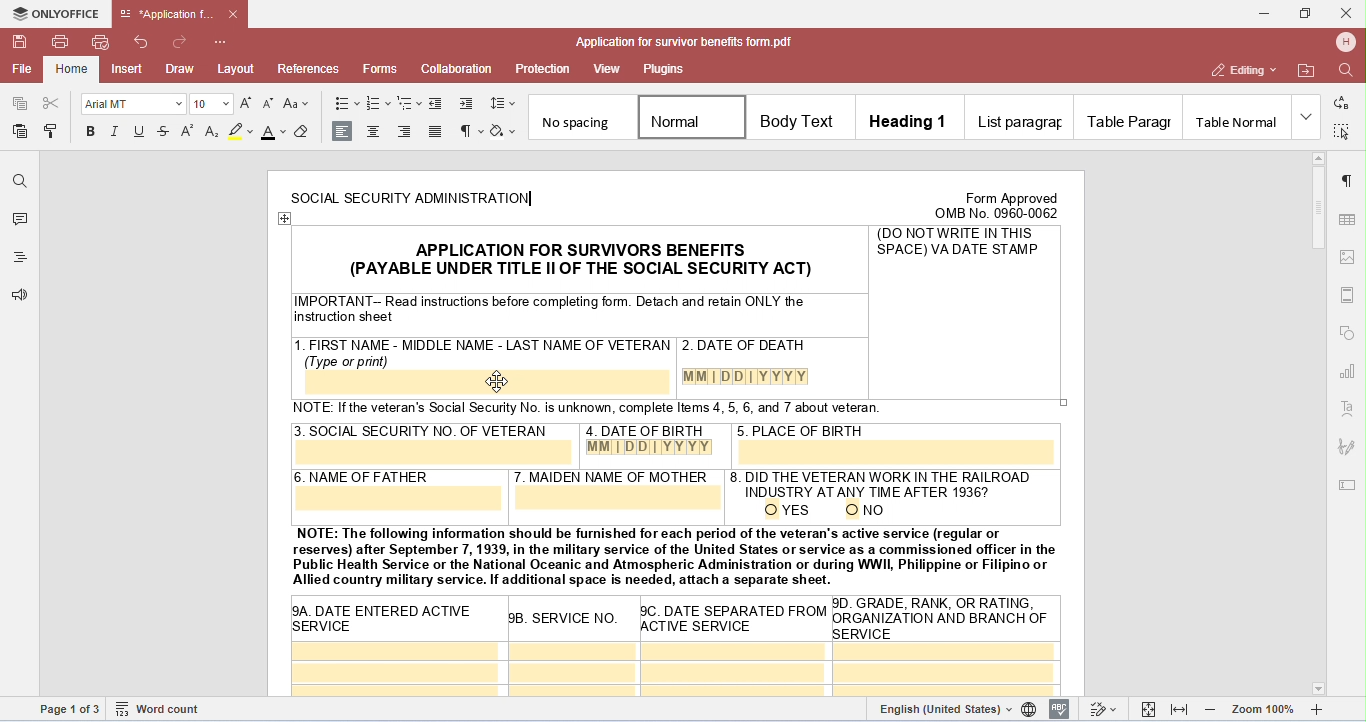 ONLYOFFICE
*Application f...
Application for survivor benefits form.pdf
H
File Home Insert Draw Layout References Forms Collaboration Protection View Plugins
Editing
Arial MT 10
No spacing Normal Body Text Heading 1 List paragrap Table Paragr Table Normal
SOCIAL SECURITY ADMINISTRATION
Form Approved
OMB No. 0960-0062
APPLICATION FOR SURVIVORS BENEFITS
(PAYABLE UNDER TITLE II OF THE SOCIAL SECURITY ACT)
(DO NOT WRITE IN THIS
SPACE) VA DATE STAMP
IMPORTANT-- Read instructions before completing form. Detach and retain ONLY the
instruction sheet
1. FIRST NAME - MIDDLE NAME - LAST NAME OF VETERAN
(Type or print)
2. DATE OF DEATH
MM|DD|YYYY
NOTE: If the veteran's Social Security No. is unknown, complete Items 4, 5, 6, and 7 about veteran.
3. SOCIAL SECURITY NO. OF VETERAN
4. DATE OF BIRTH
MM|DD|YYYY
5. PLACE OF BIRTH
6. NAME OF FATHER
7. MAIDEN NAME OF MOTHER
8. DID THE VETERAN WORK IN THE RAILROAD
INDUSTRY AT ANY TIME AFTER 1936?
YES NO
NOTE: The following information should be furnished for each period of the veteran's active service (regular or
reserves) after September 7, 1939, in the military service of the United States or service as a commissioned officer in the
Public Health Service or the National Oceanic and Atmospheric Administration or during WWII, Philippine or Filipino or
Allied country military service. If additional space is needed, attach a separate sheet.
9A. DATE ENTERED ACTIVE
SERVICE
9B. SERVICE NO.
9C. DATE SEPARATED FROM
ACTIVE SERVICE
9D. GRADE, RANK, OR RATING,
ORGANIZATION AND BRANCH OF
SERVICE
Page 1 of 3 Word count English (United States) Zoom 100%